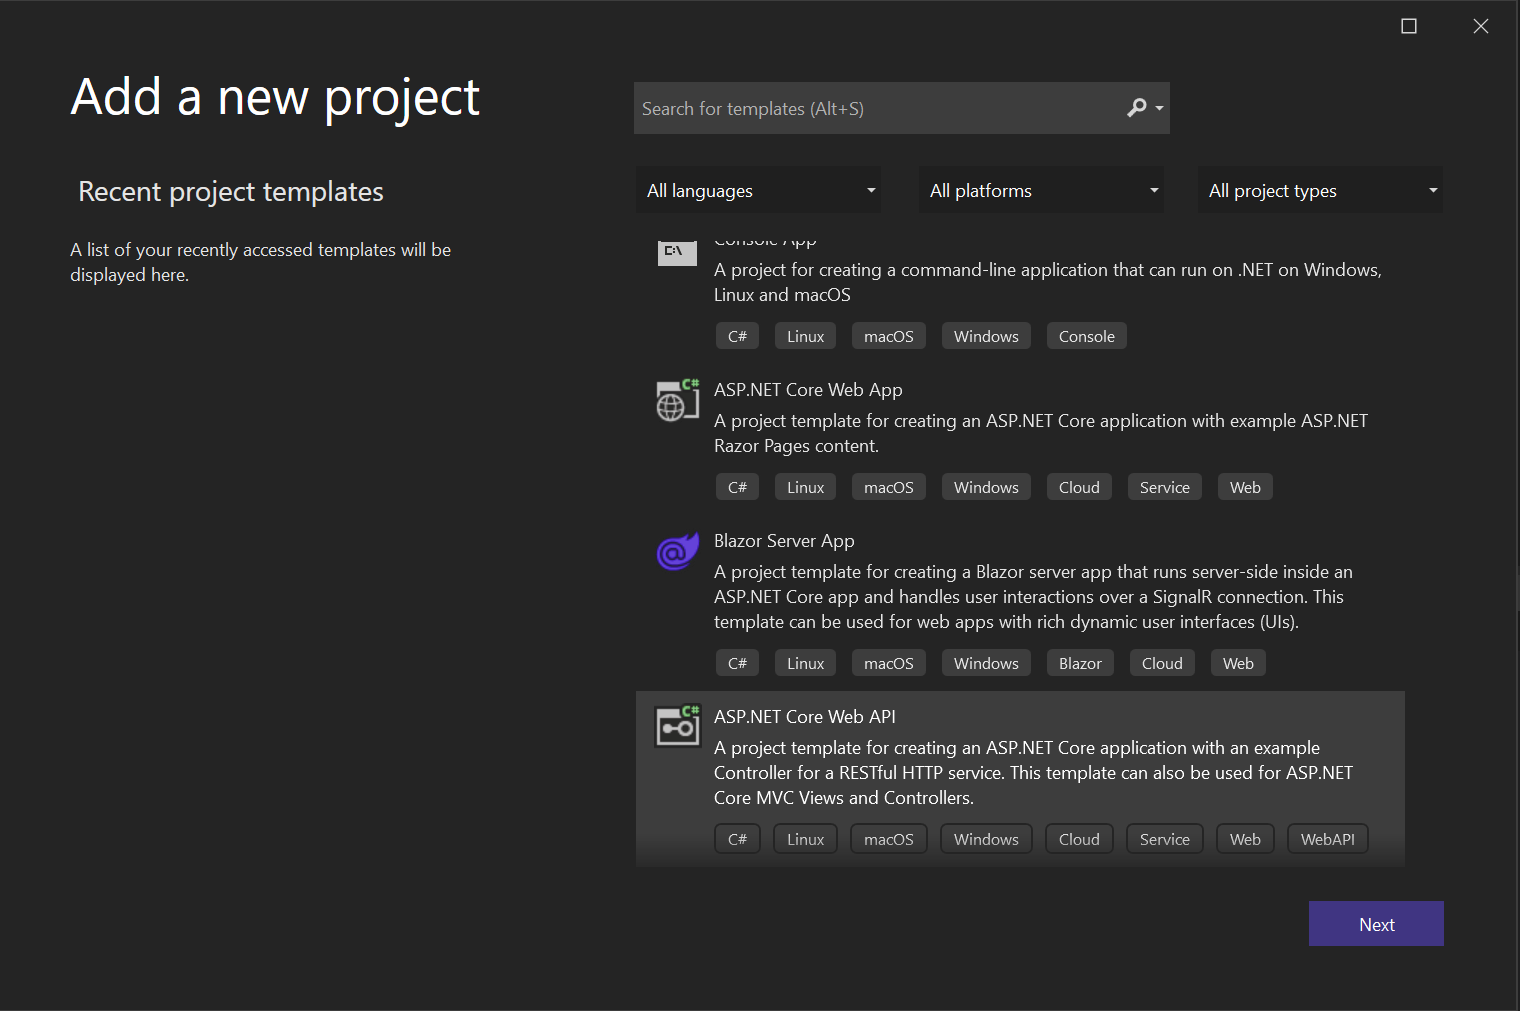 Add a new project
Search for templates (Alt+S)
Recent project templates
All languages
All platforms
All project types
A list of your recently accessed templates will be
displayed here.
Console App
C:\
A project for creating a command-line application that can run on .NET on Windows,
Linux and macOS
C# Linux macOS Windows Console
C#
ASP.NET Core Web App
A project template for creating an ASP.NET Core application with example ASP.NET
Razor Pages content.
C# Linux macOS Windows Cloud Service Web
Blazor Server App
A project template for creating a Blazor server app that runs server-side inside an
ASP.NET Core app and handles user interactions over a SignalR connection. This
template can be used for web apps with rich dynamic user interfaces (UIs).
C# Linux macOS Windows Blazor Cloud Web
C#
ASP.NET Core Web API
A project template for creating an ASP.NET Core application with an example
Controller for a RESTful HTTP service. This template can also be used for ASP.NET
Core MVC Views and Controllers.
C# Linux macOS Windows Cloud Service Web WebAPI
Next